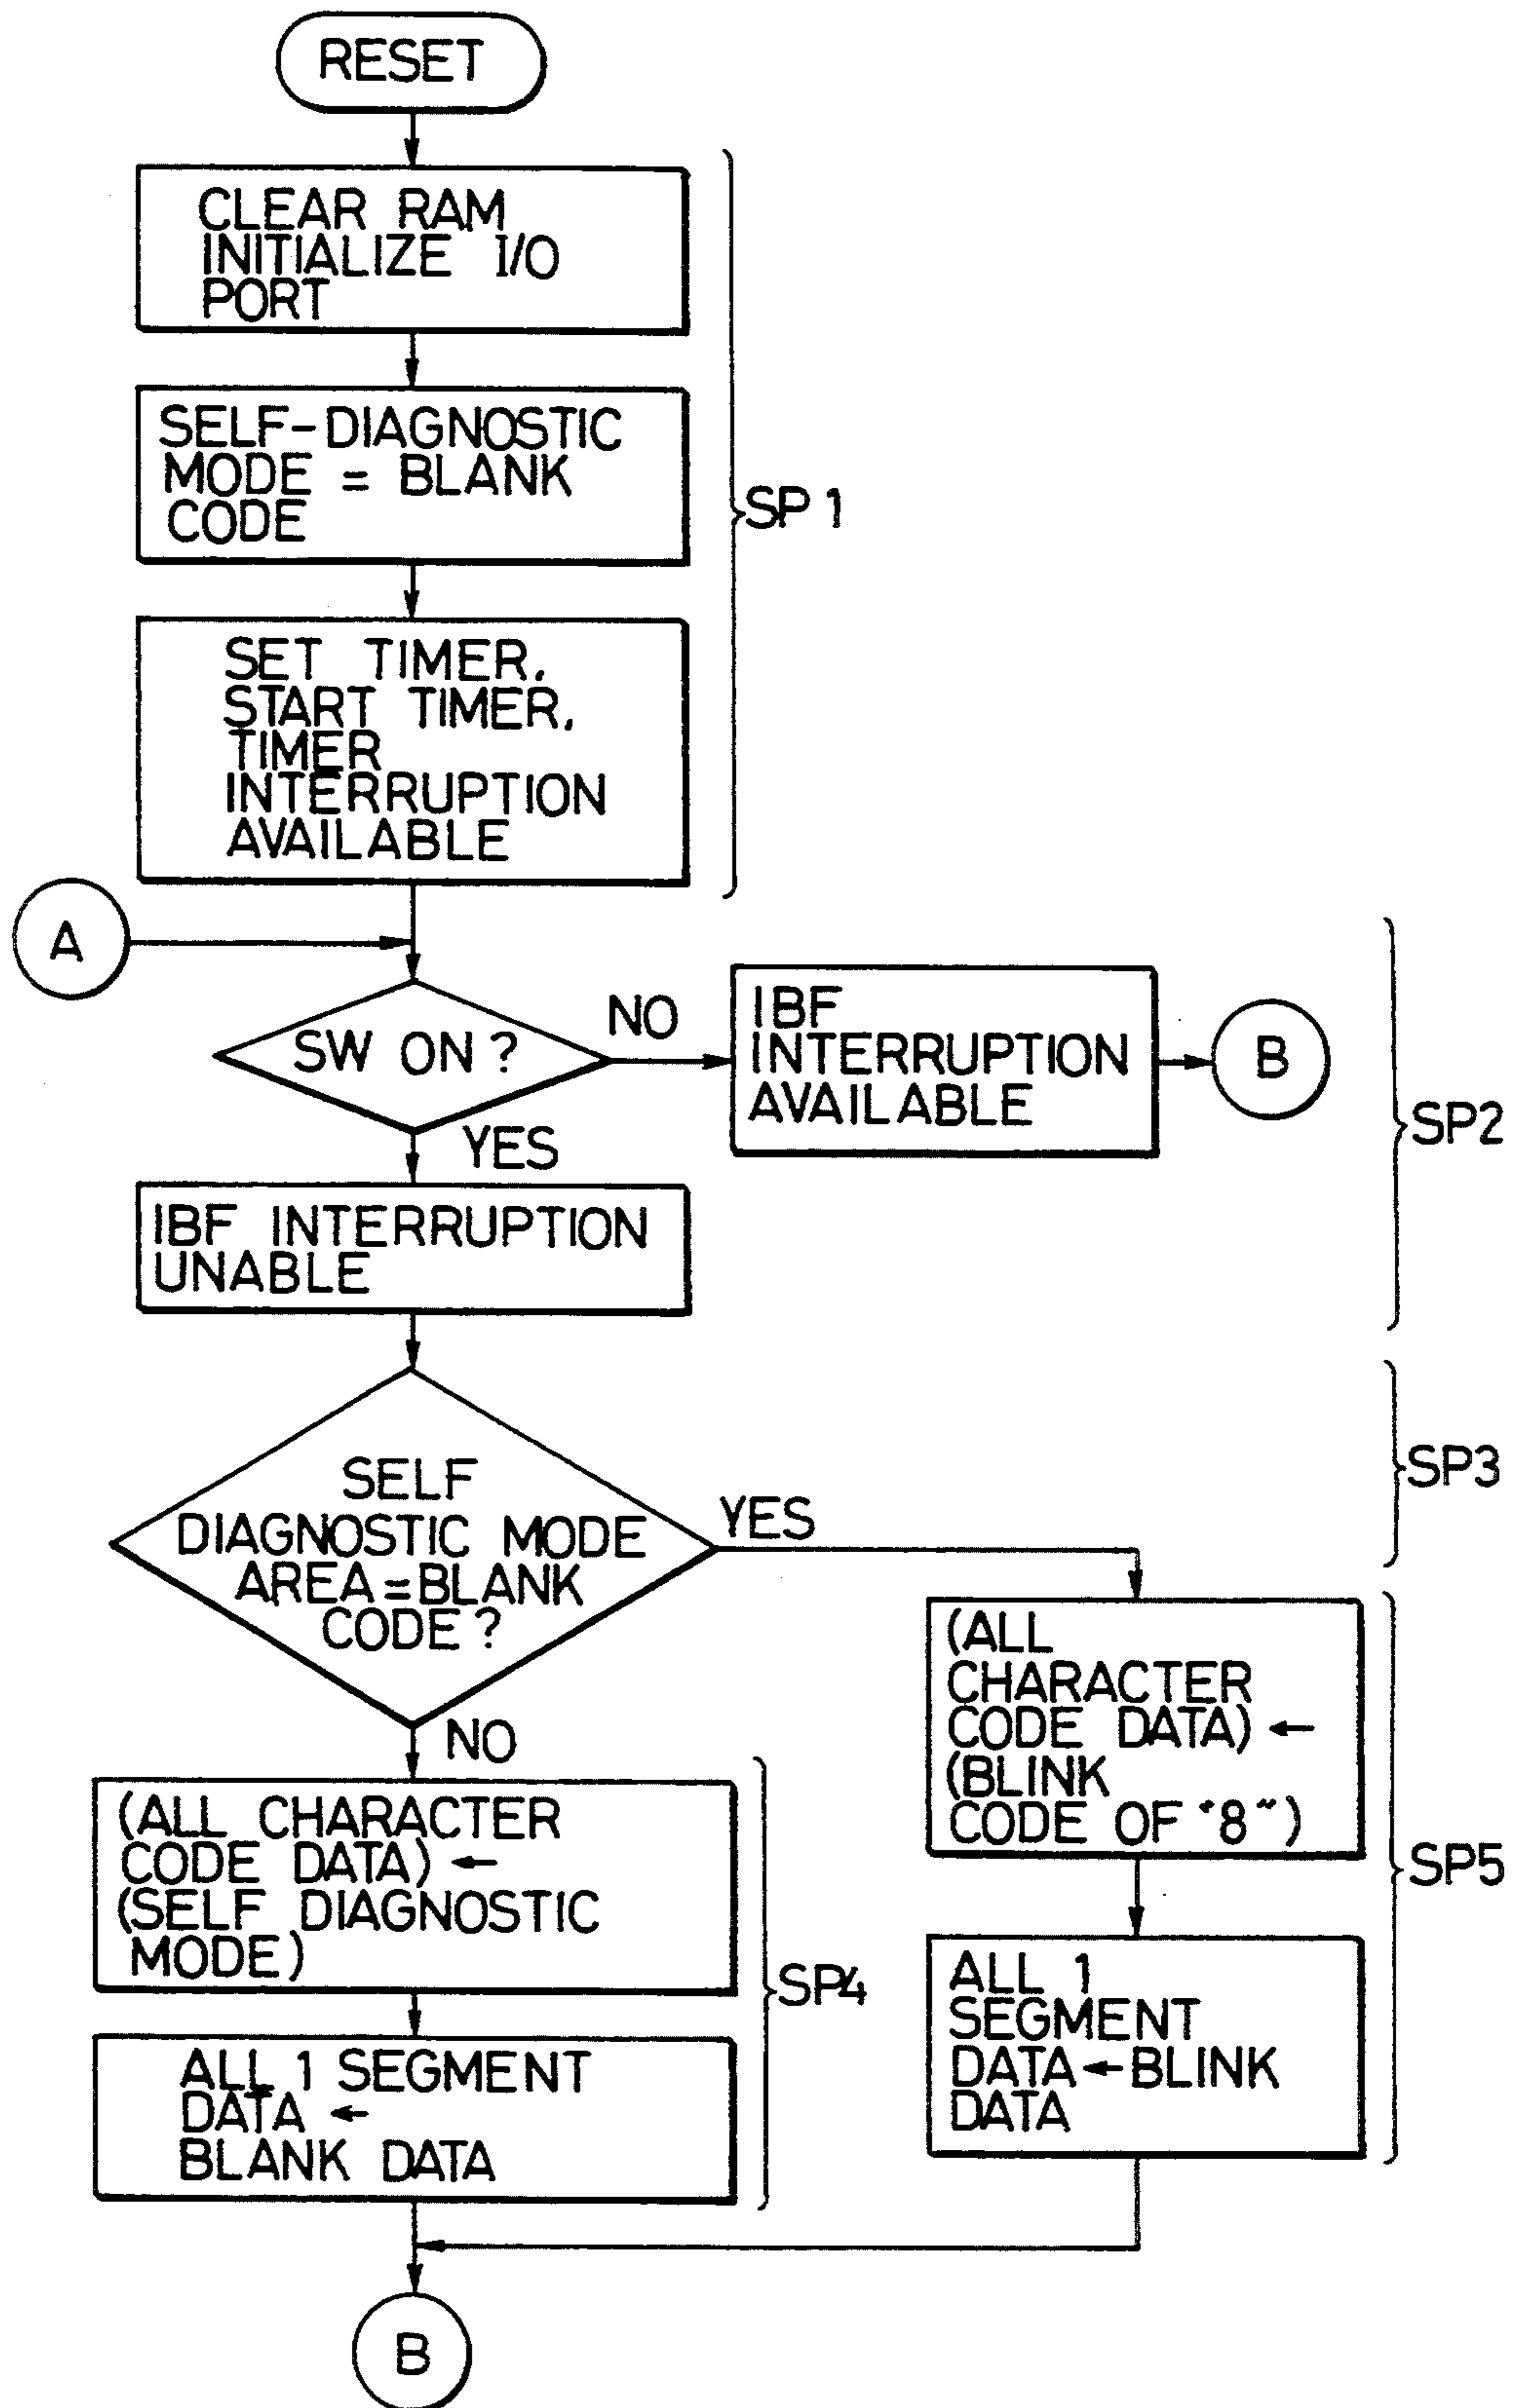 RESET
CLEAR RAM
INITIALIZE I/O
PORT
SELF-DIAGNOSTIC
MODE = BLANK
CODE
SET TIMER,
START TIMER,
TIMER
INTERRUPTION
AVAILABLE
SP 1
A
SW ON ?
NO
IBF
INTERRUPTION
AVAILABLE
B
YES
SP2
IBF INTERRUPTION
UNABLE
SELF
DIAGNOSTIC MODE
AREA=BLANK
CODE ?
YES
SP3
NO
(ALL
CHARACTER
CODE DATA) ←
(BLINK
CODE OF "8")
ALL 1
SEGMENT
DATA←BLINK
DATA
SP5
(ALL CHARACTER
CODE DATA) ←
(SELF DIAGNOSTIC
MODE)
ALL 1 SEGMENT
DATA ←
BLANK DATA
SP4
B